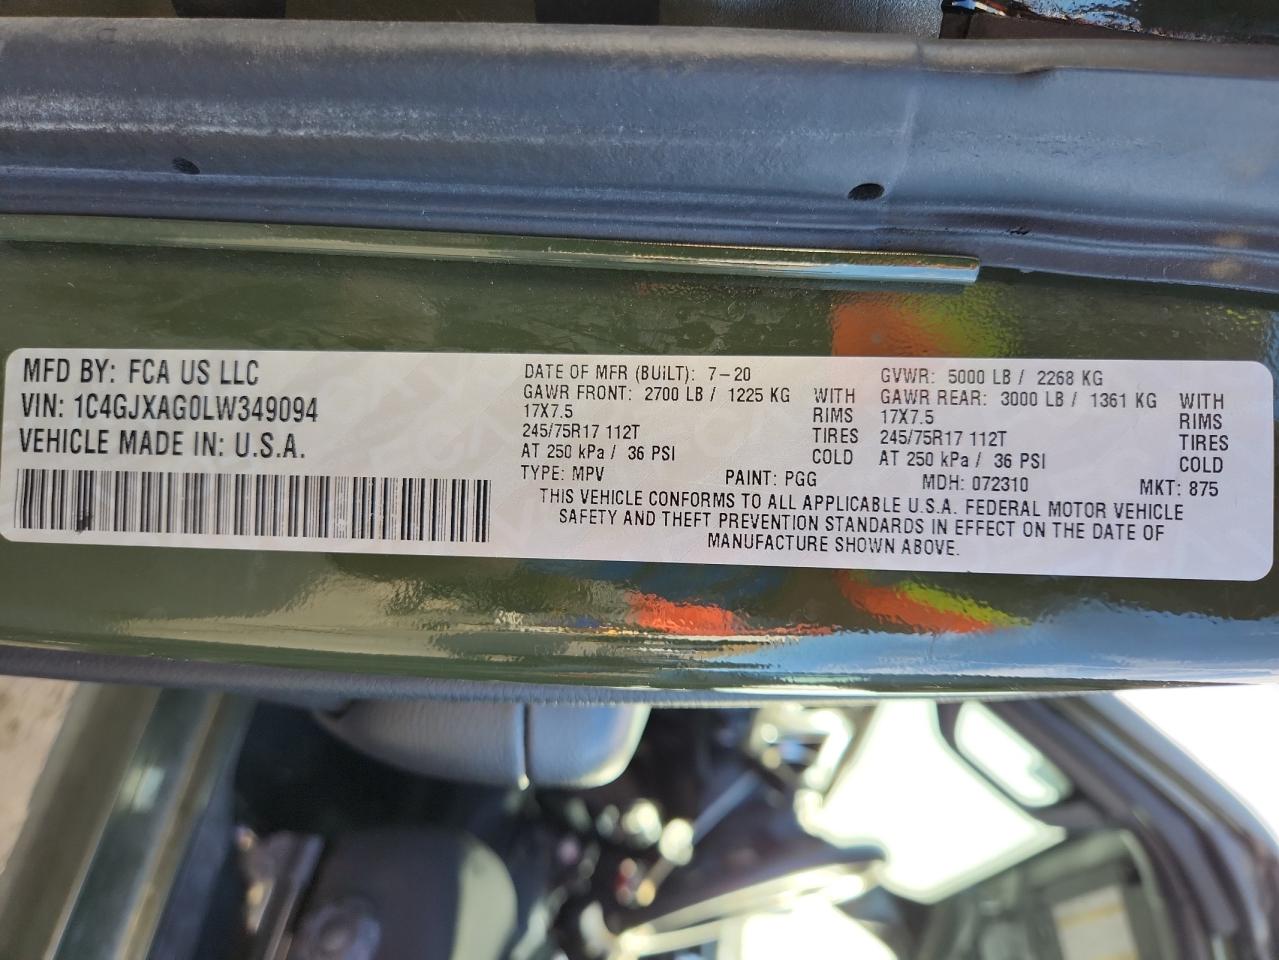 MFD BY: FCA US LLC
VIN: 1C4GJXAG0LW349094
VEHICLE MADE IN: U.S.A.
DATE OF MFR (BUILT): 7-20
GAWR FRONT: 2700 LB / 1225 KG WITH
17X7.5 RIMS
245/75R17 112T TIRES
AT 250 kPa / 36 PSI COLD
GVWR: 5000 LB / 2268 KG
GAWR REAR: 3000 LB / 1361 KG WITH
17X7.5 RIMS
245/75R17 112T TIRES
AT 250 kPa / 36 PSI COLD
TYPE: MPV PAINT: PGG MDH: 072310 MKT: 875
THIS VEHICLE CONFORMS TO ALL APPLICABLE U.S.A. FEDERAL MOTOR VEHICLE
SAFETY AND THEFT PREVENTION STANDARDS IN EFFECT ON THE DATE OF
MANUFACTURE SHOWN ABOVE.